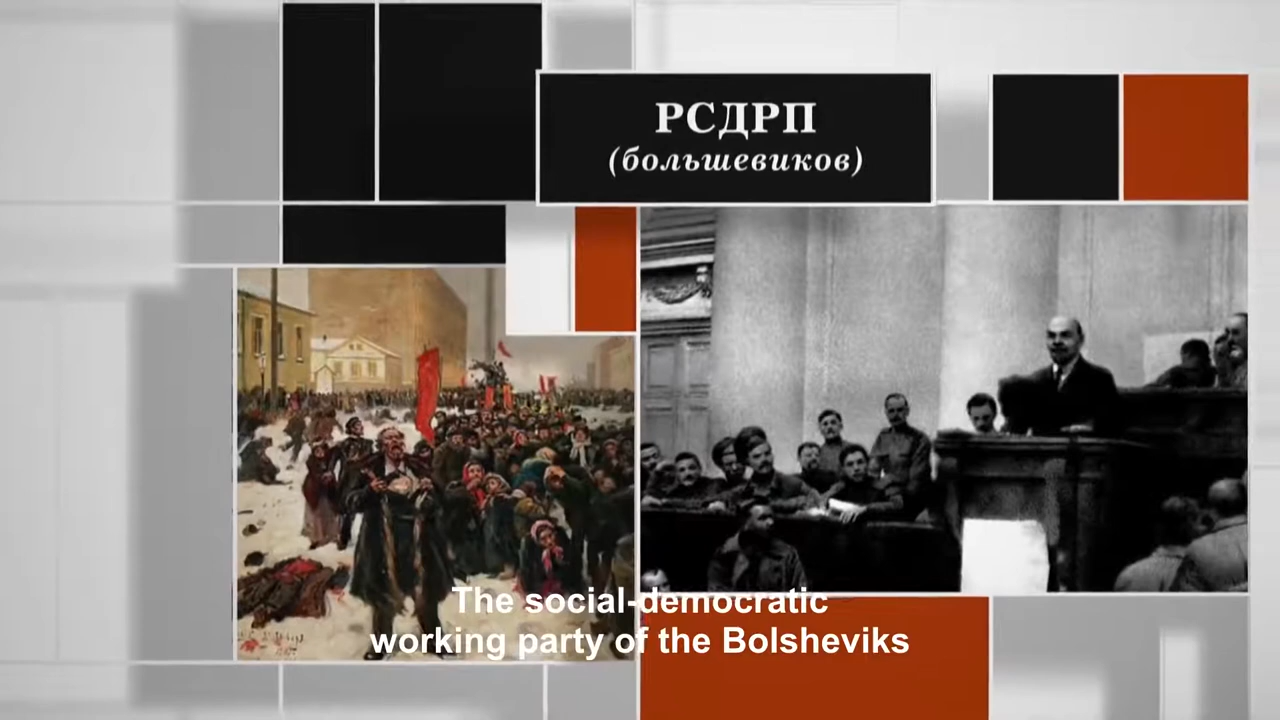 РСДРП
(большевиков)
The social-democratic
working party of the Bolsheviks